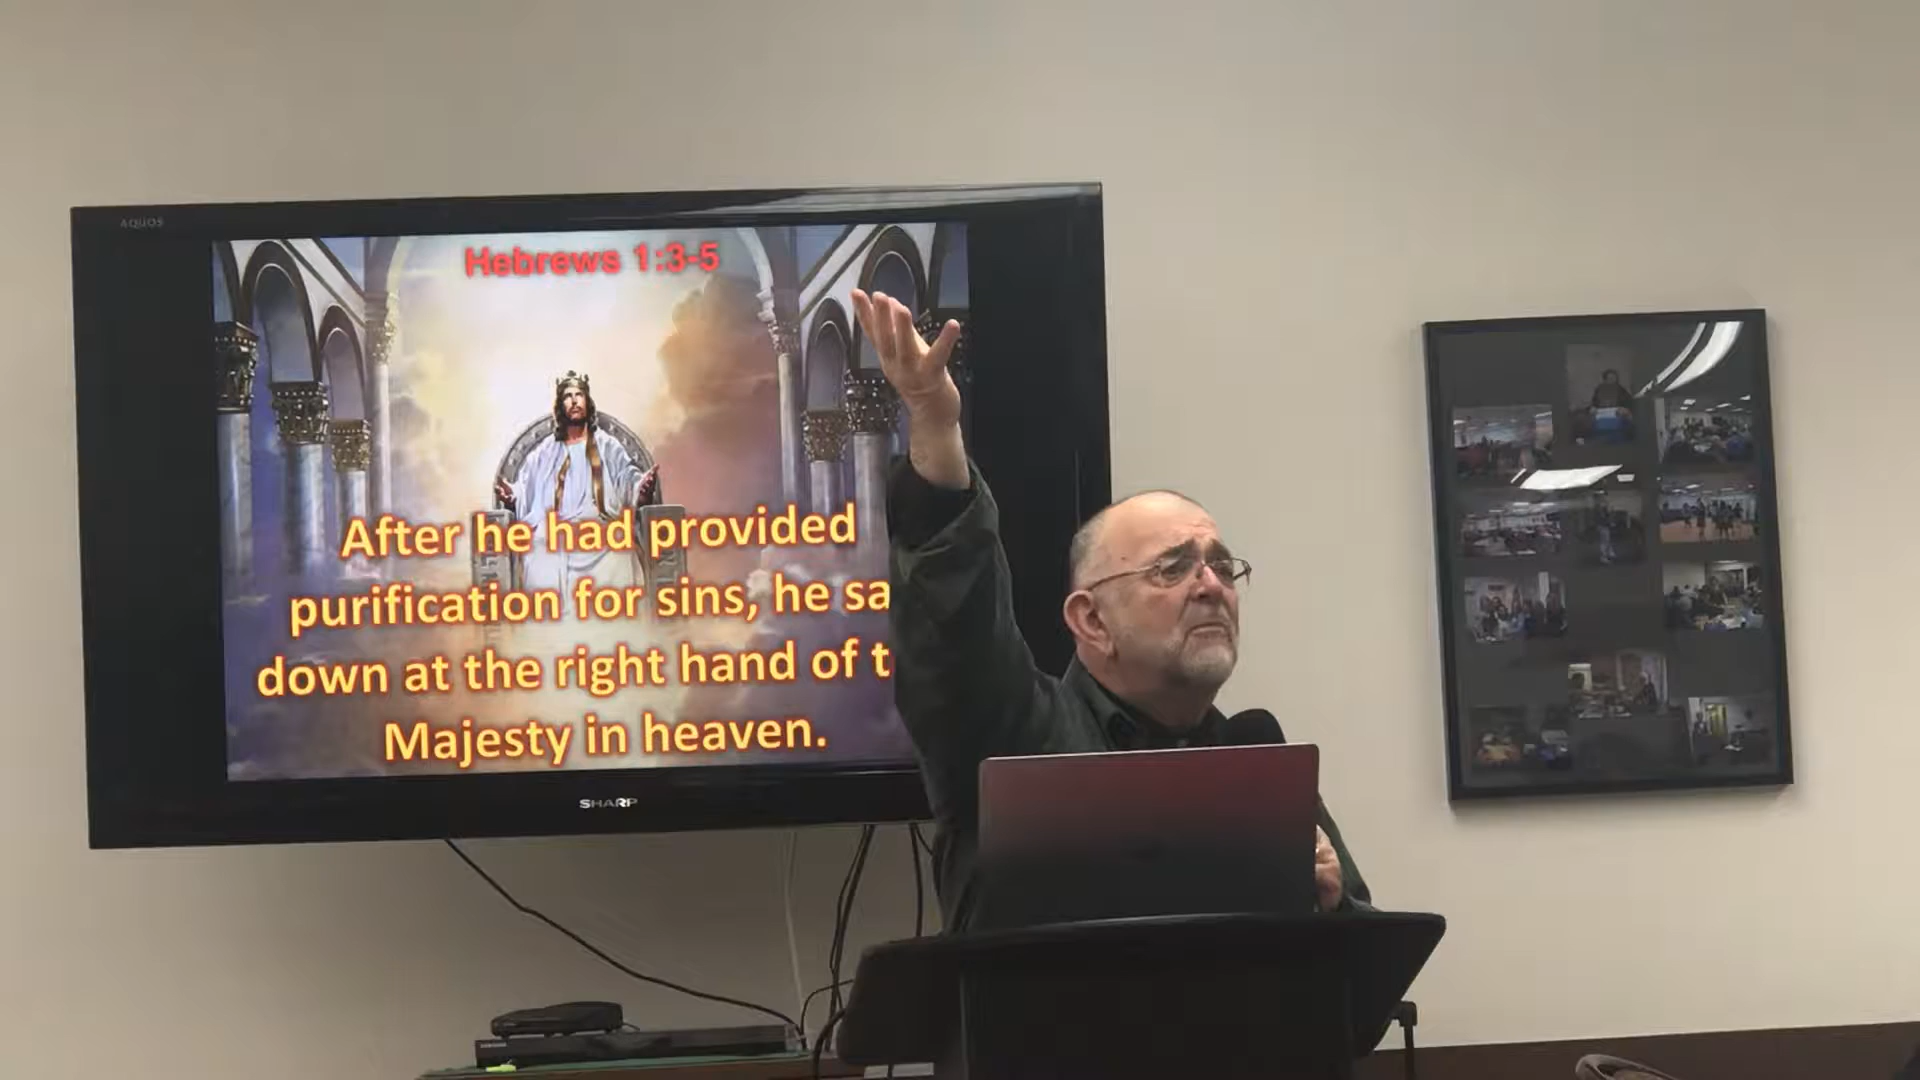 AQUOS
Hebrews 1:3-5
After he had provided
purification for sins, he sa
down at the right hand of t
Majesty in heaven.
SHARP